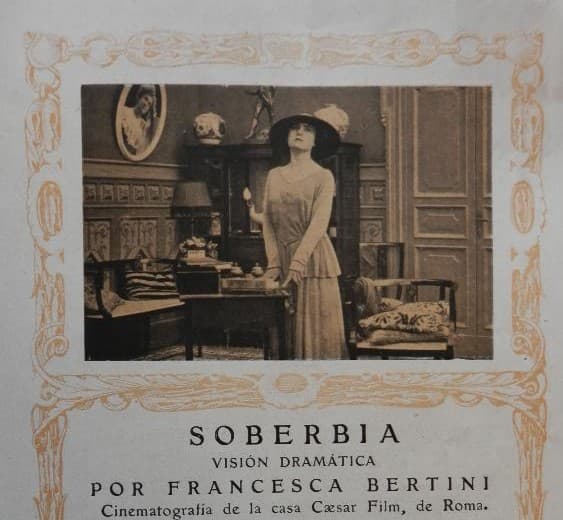 SOBERBIA
VISIÓN DRAMÁTICA
POR FRANCESCA BERTINI
Cinematografía de la casa Cæsar Film, de Roma.